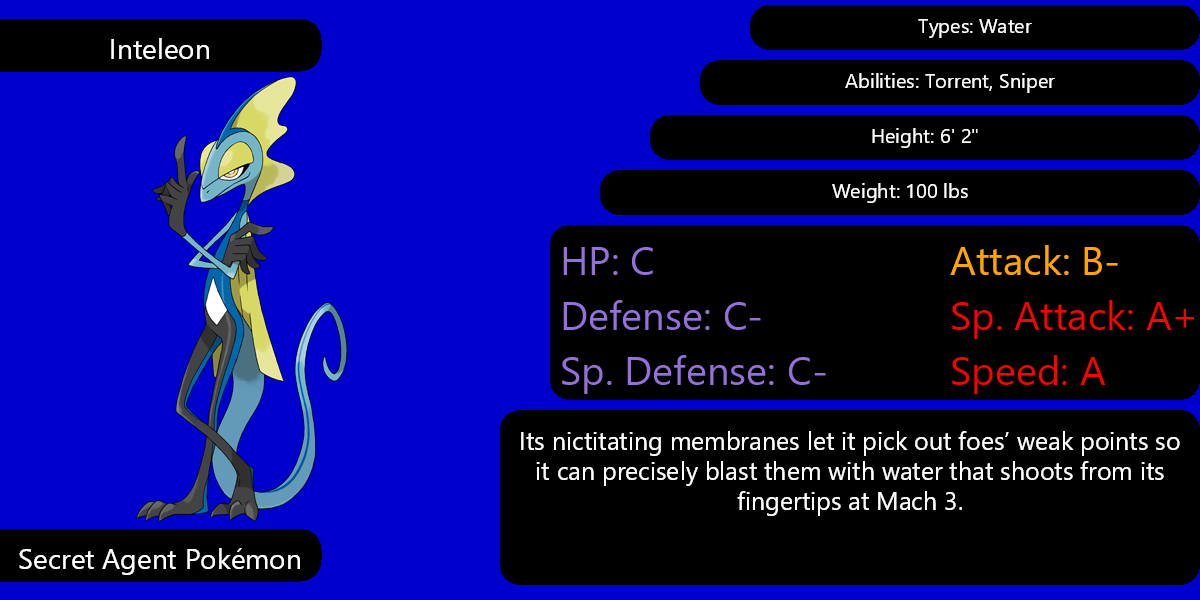 Inteleon
Types: Water
Abilities: Torrent, Sniper
Height: 6' 2"
Weight: 100 lbs
HP: C
Attack: B-
Defense: C-
Sp. Attack: A+
Sp. Defense: C-
Speed: A
Its nictitating membranes let it pick out foes’ weak points so
it can precisely blast them with water that shoots from its
fingertips at Mach 3.
Secret Agent Pokémon